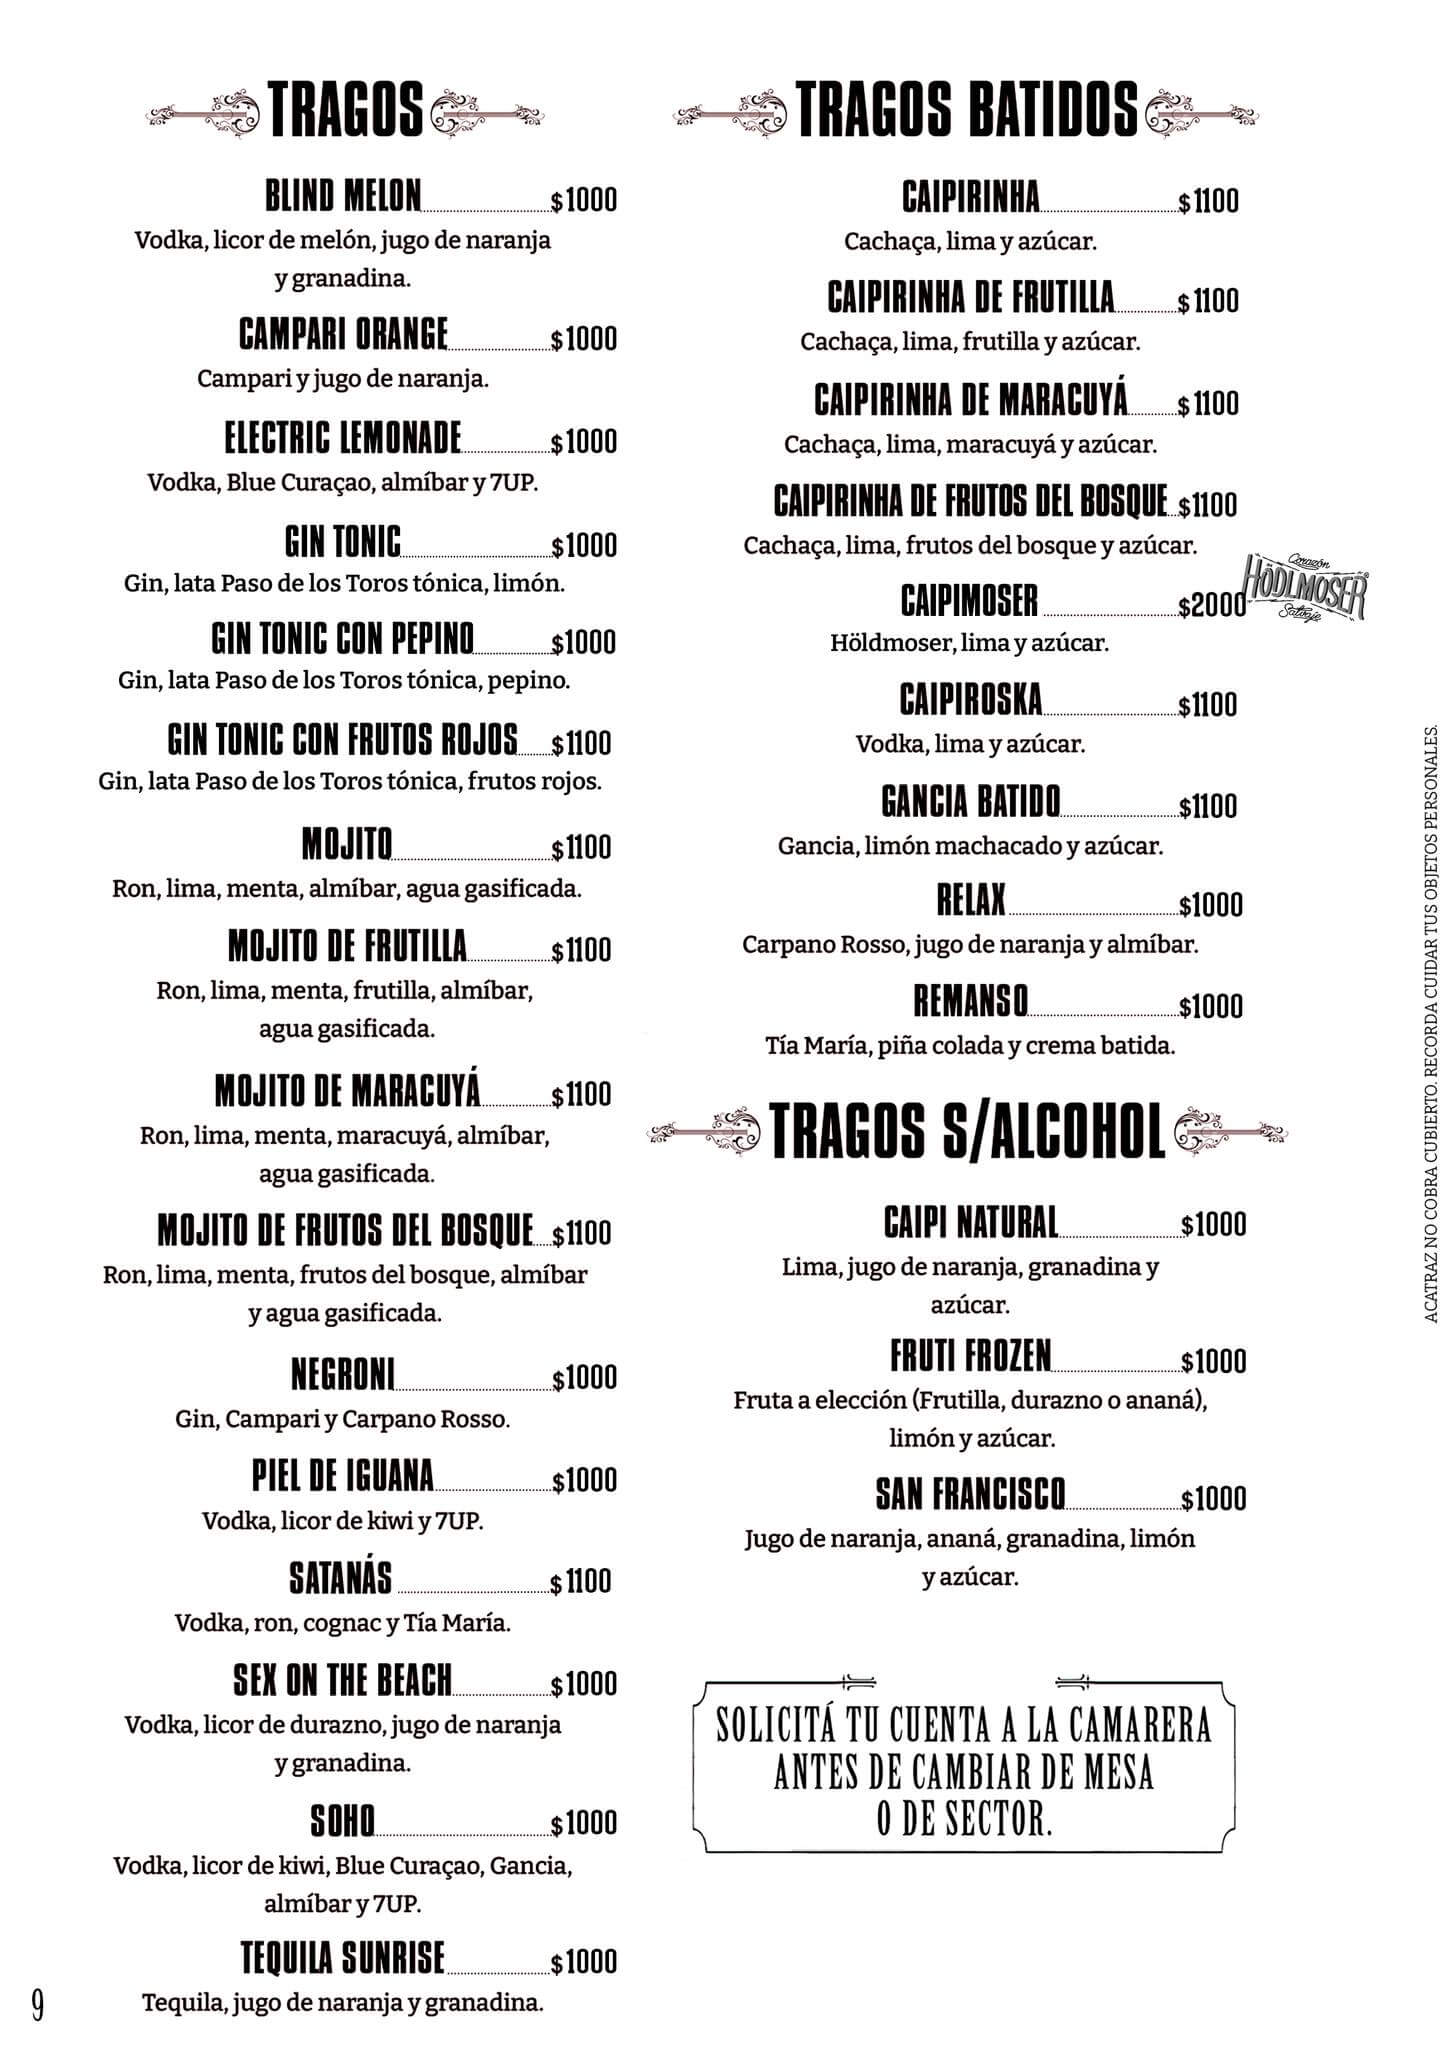 TRAGOS
BLIND MELON $1000
Vodka, licor de melón, jugo de naranja
y granadina.
CAMPARI ORANGE $1000
Campari y jugo de naranja.
ELECTRIC LEMONADE $1000
Vodka, Blue Curaçao, almíbar y 7UP.
GIN TONIC $1000
Gin, lata Paso de los Toros tónica, limón.
GIN TONIC CON PEPINO $1000
Gin, lata Paso de los Toros tónica, pepino.
GIN TONIC CON FRUTOS ROJOS $1100
Gin, lata Paso de los Toros tónica, frutos rojos.
MOJITO $1100
Ron, lima, menta, almíbar, agua gasificada.
MOJITO DE FRUTILLA $1100
Ron, lima, menta, frutilla, almíbar,
agua gasificada.
MOJITO DE MARACUYÁ $1100
Ron, lima, menta, maracuyá, almíbar,
agua gasificada.
MOJITO DE FRUTOS DEL BOSQUE $1100
Ron, lima, menta, frutos del bosque, almíbar
y agua gasificada.
NEGRONI $1000
Gin, Campari y Carpano Rosso.
PIEL DE IGUANA $1000
Vodka, licor de kiwi y 7UP.
SATANÁS $1100
Vodka, ron, cognac y Tía María.
SEX ON THE BEACH $1000
Vodka, licor de durazno, jugo de naranja
y granadina.
SOHO $1000
Vodka, licor de kiwi, Blue Curaçao, Gancia,
almíbar y 7UP.
TEQUILA SUNRISE $1000
Tequila, jugo de naranja y granadina.
9
TRAGOS BATIDOS
CAIPIRINHA $1100
Cachaça, lima y azúcar.
CAIPIRINHA DE FRUTILLA $1100
Cachaça, lima, frutilla y azúcar.
CAIPIRINHA DE MARACUYÁ $1100
Cachaça, lima, maracuyá y azúcar.
CAIPIRINHA DE FRUTOS DEL BOSQUE $1100
Cachaça, lima, frutos del bosque y azúcar.
CAIPIMOSER $2000
Corazón
HÖDLMOSER®
Salvaje
Höldmoser, lima y azúcar.
CAIPIROSKA $1100
Vodka, lima y azúcar.
GANCIA BATIDO $1100
Gancia, limón machacado y azúcar.
RELAX $1000
Carpano Rosso, jugo de naranja y almíbar.
REMANSO $1000
Tía María, piña colada y crema batida.
TRAGOS S/ALCOHOL
CAIPI NATURAL $1000
Lima, jugo de naranja, granadina y
azúcar.
FRUTI FROZEN $1000
Fruta a elección (Frutilla, durazno o ananá),
limón y azúcar.
SAN FRANCISCO $1000
Jugo de naranja, ananá, granadina, limón
y azúcar.
SOLICITÁ TU CUENTA A LA CAMARERA
ANTES DE CAMBIAR DE MESA
O DE SECTOR.
ACATRAZ NO COBRA CUBIERTO. RECORDA CUIDAR TUS OBJETOS PERSONALES.